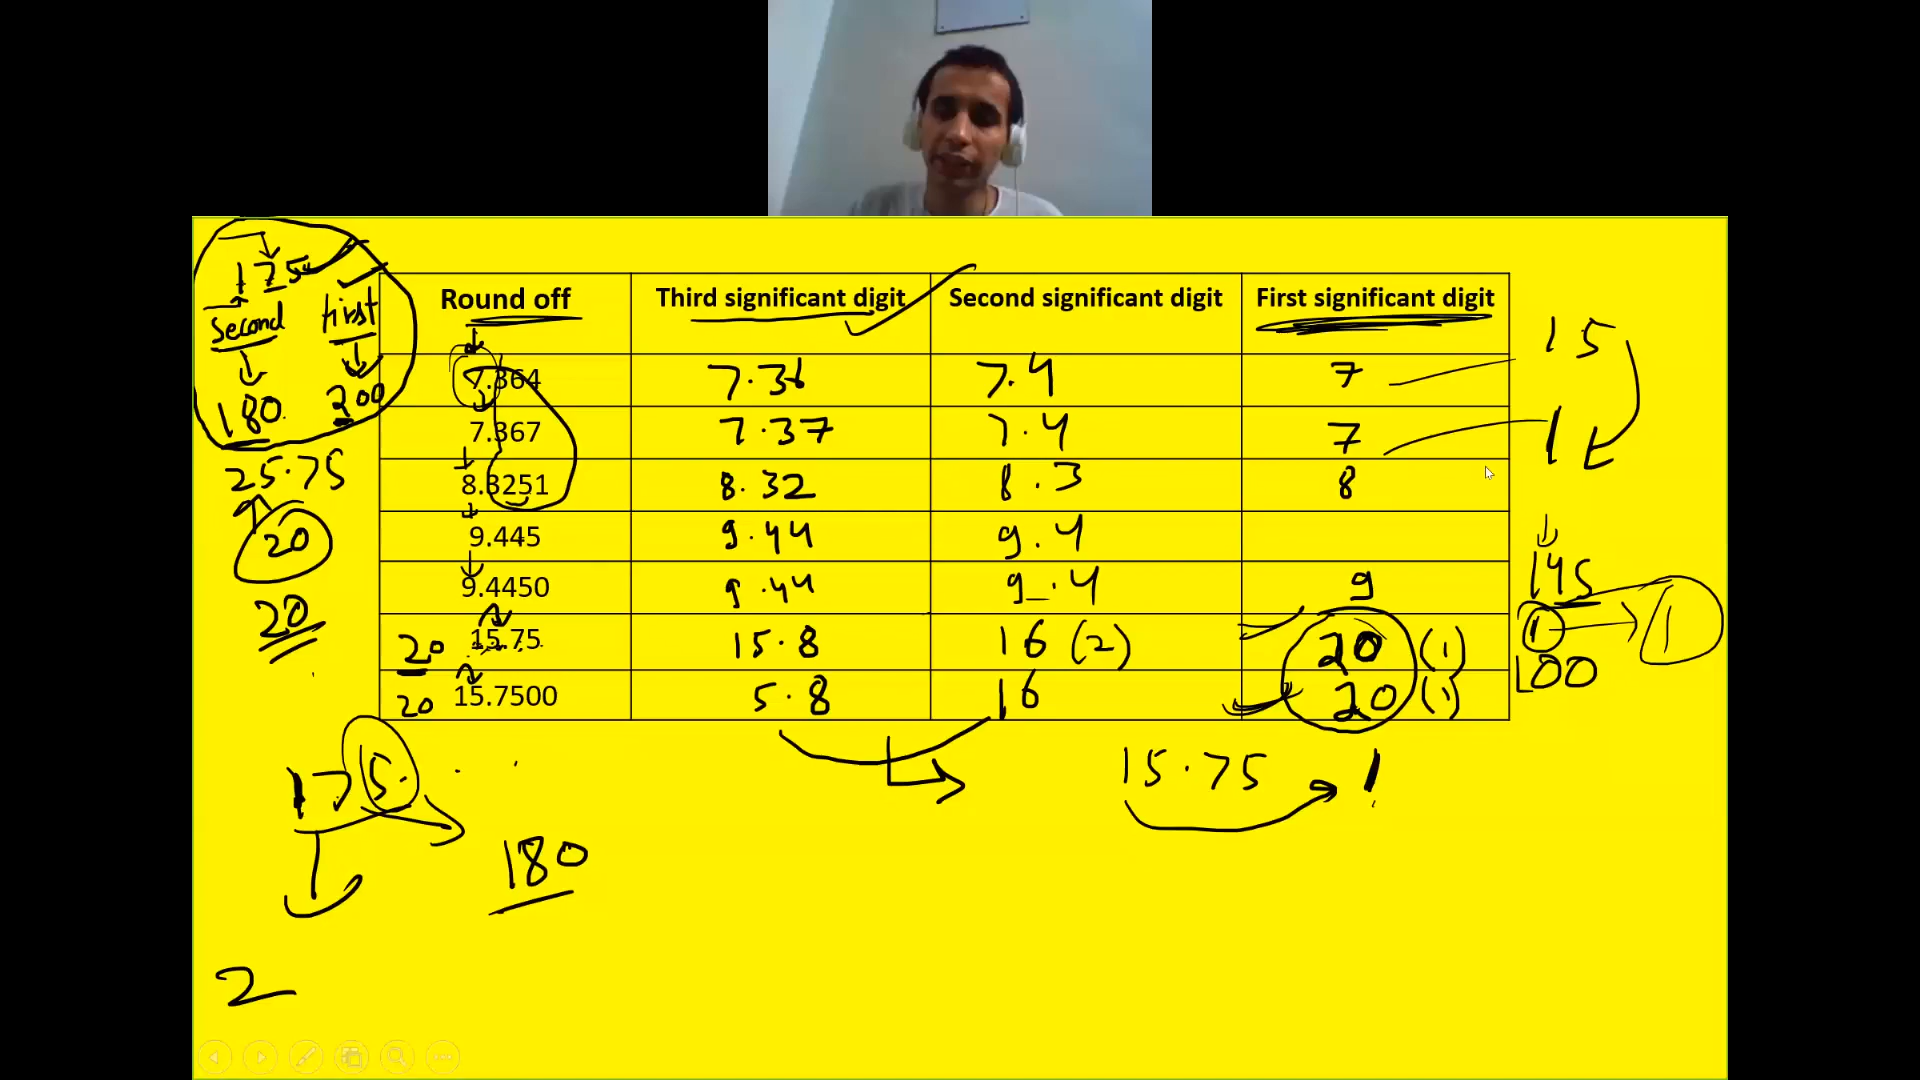 175
Second first
180. 200
25.75
20
20
Round off Third significant digit Second significant digit First significant digit
7.364 7.36 7.4 7
7.367 7.37 7.4 7
8.3251 8.32 8.3 8
9.445 9.44 9.4
9.4450 9.44 9.4 9
20 15.75 15.8 16 (2) 20 (1)
20 15.7500 5.8 16 20 (1)
15
1
145
1 1
100
175.
180
15.75 1
2